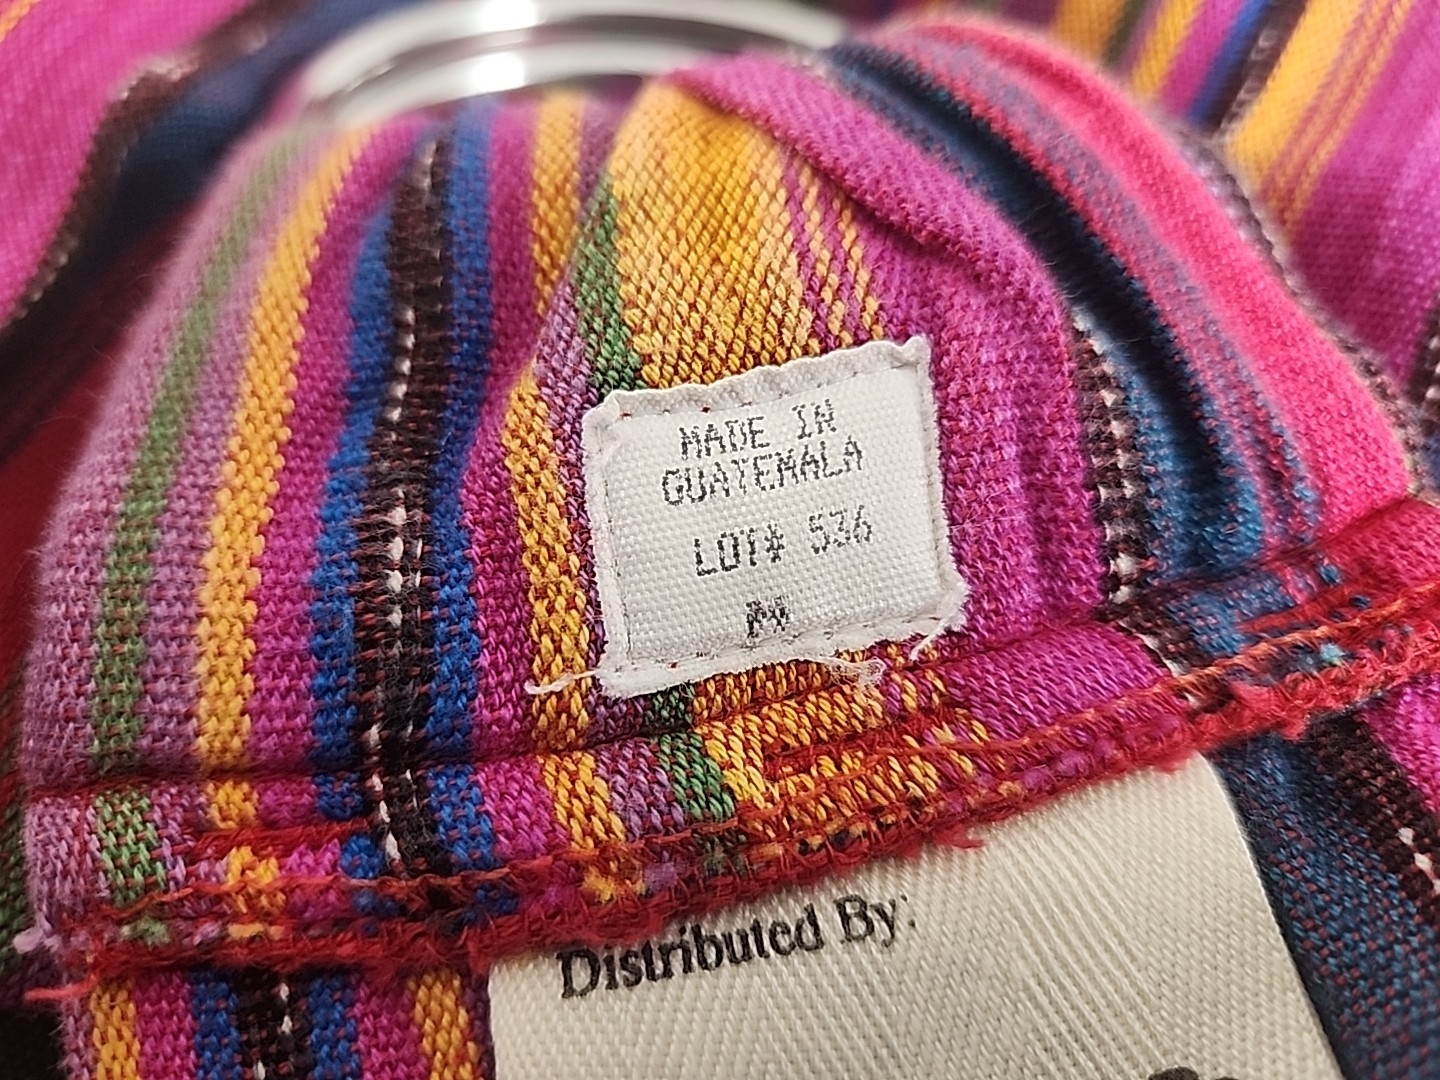 MADE IN
GUATEMALA
LOT# 536
Distributed By: